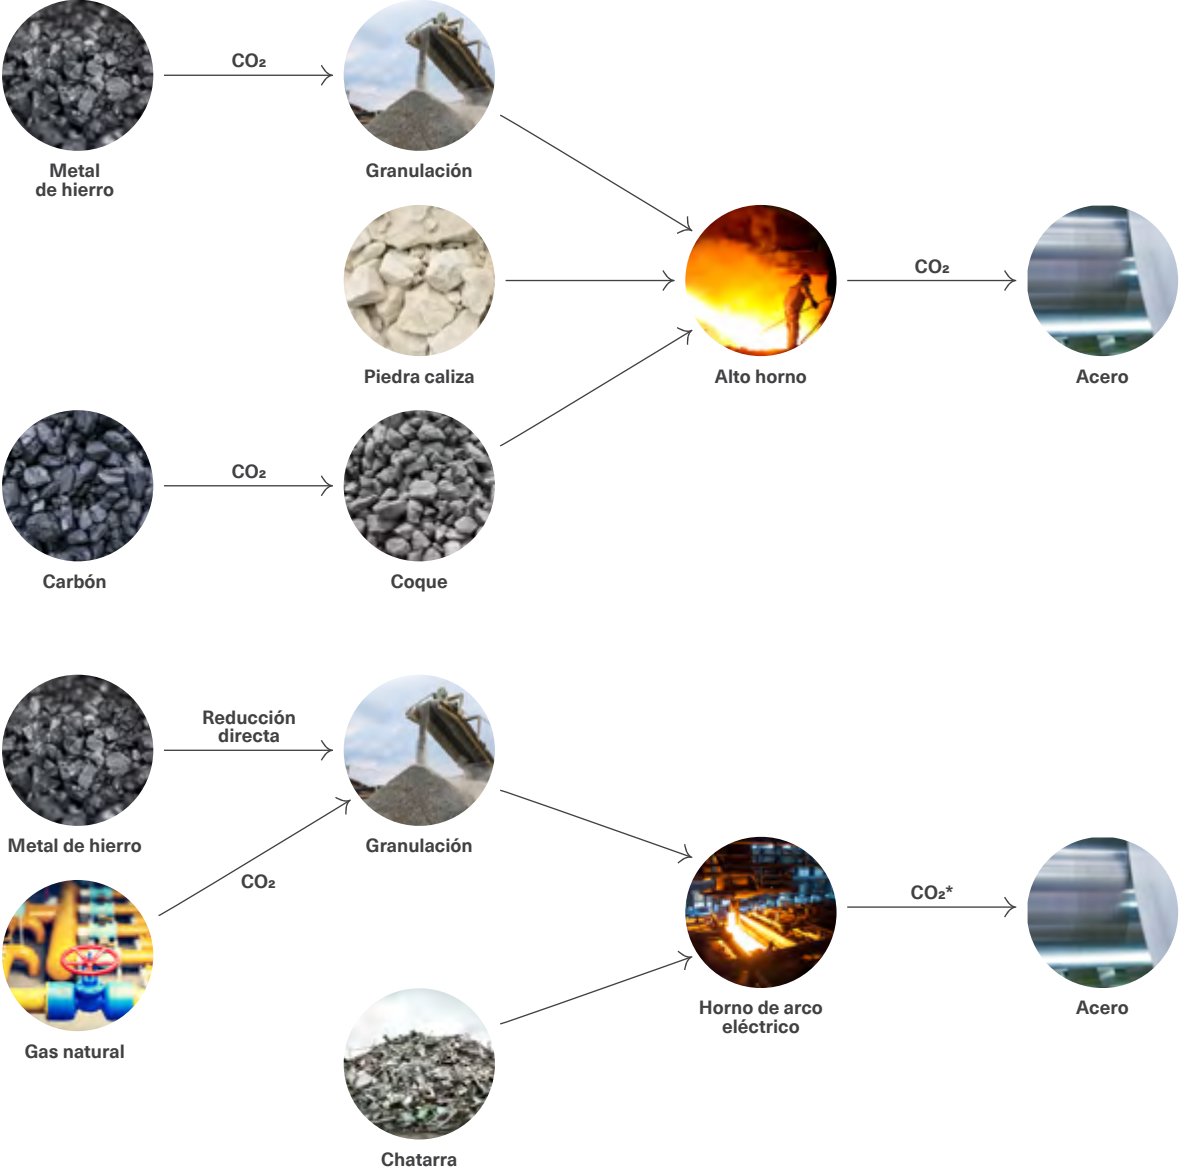 CO₂
Metal
de hierro
Granulación
Piedra caliza
Alto horno
CO₂
Acero
CO₂
Carbón
Coque
Reducción
directa
Metal de hierro
Granulación
CO₂
Gas natural
Horno de arco
eléctrico
CO₂*
Acero
Chatarra